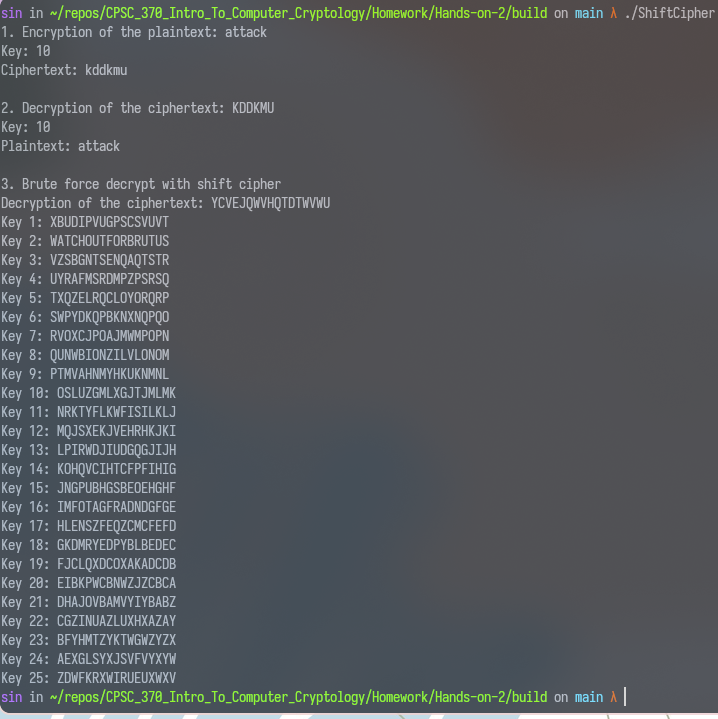 sin in ~/repos/CPSC_370_Intro_To_Computer_Cryptology/Homework/Hands-on-2/build on main λ ./ShiftCipher
1. Encryption of the plaintext: attack
Key: 10
Ciphertext: kddkmu

2. Decryption of the ciphertext: KDDKMU
Key: 10
Plaintext: attack

3. Brute force decrypt with shift cipher
Decryption of the ciphertext: YCVEJQWVHQTDTWVWU
Key 1: XBUDIPVUGPSCSVUVT
Key 2: WATCHOUTFORBRUTUS
Key 3: VZSBGNTSENQAQTSTR
Key 4: UYRAFMSRDMPZPSRSQ
Key 5: TXQZELRQCLOYORQRP
Key 6: SWPYDKQPBKNXNQPQO
Key 7: RVOXCJPOAJMWMPOPN
Key 8: QUNWBIONZILVLONOM
Key 9: PTMVAHNMYHKUKNMNL
Key 10: OSLUZGMLXGJTJMLMK
Key 11: NRKTYFLKWFISILKLJ
Key 12: MQJSXEKJVEHRHKJKI
Key 13: LPIRWDJIUDGQGJIJH
Key 14: KOHQVCIHTCFPFIHIG
Key 15: JNGPUBHGSBEOEHGHF
Key 16: IMFOTAGFRADNDGFGE
Key 17: HLENSZFEQZCMCFEFD
Key 18: GKDMRYEDPYBLBEDEC
Key 19: FJCLQXDCOXAKADCDB
Key 20: EIBKPWCBNWZJZCBCA
Key 21: DHAJOVBAMVYIYBABZ
Key 22: CGZINUAZLUXHXAZAY
Key 23: BFYHMTZYKTWGWZYZX
Key 24: AEXGLSYXJSVFVYXYW
Key 25: ZDWFKRXWIRUEUXWXV
sin in ~/repos/CPSC_370_Intro_To_Computer_Cryptology/Homework/Hands-on-2/build on main λ